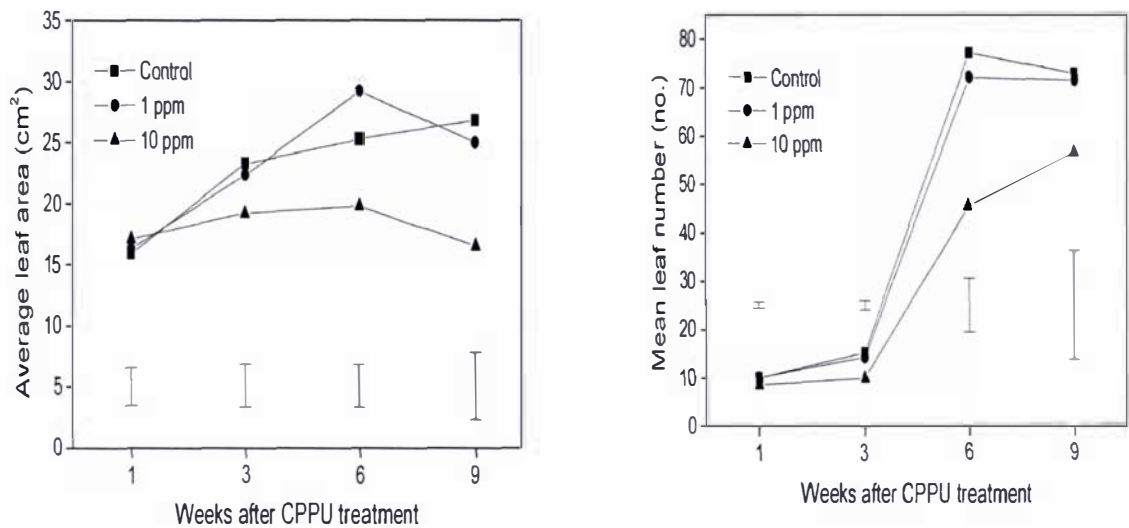 Average leaf area (cm²)
35
30
25
20
15
10
5
0
Control
1 ppm
10 ppm
1
3
6
9
Weeks after CPPU treatment
Mean leaf number (no.)
80
70
60
50
40
30
20
10
0
Control
1 ppm
10 ppm
1
3
6
9
Weeks after CPPU treatment